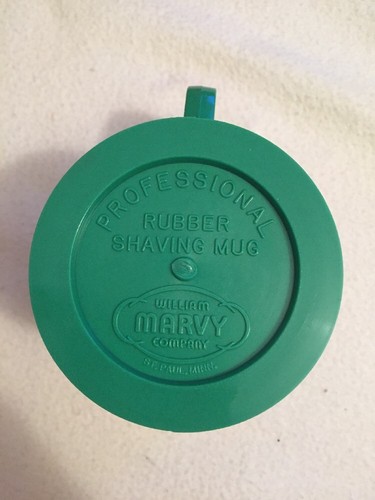 PROFESSIONAL
RUBBER
SHAVING MUG
WILLIAM
MARVY
COMPANY
ST. PAUL, MINN.